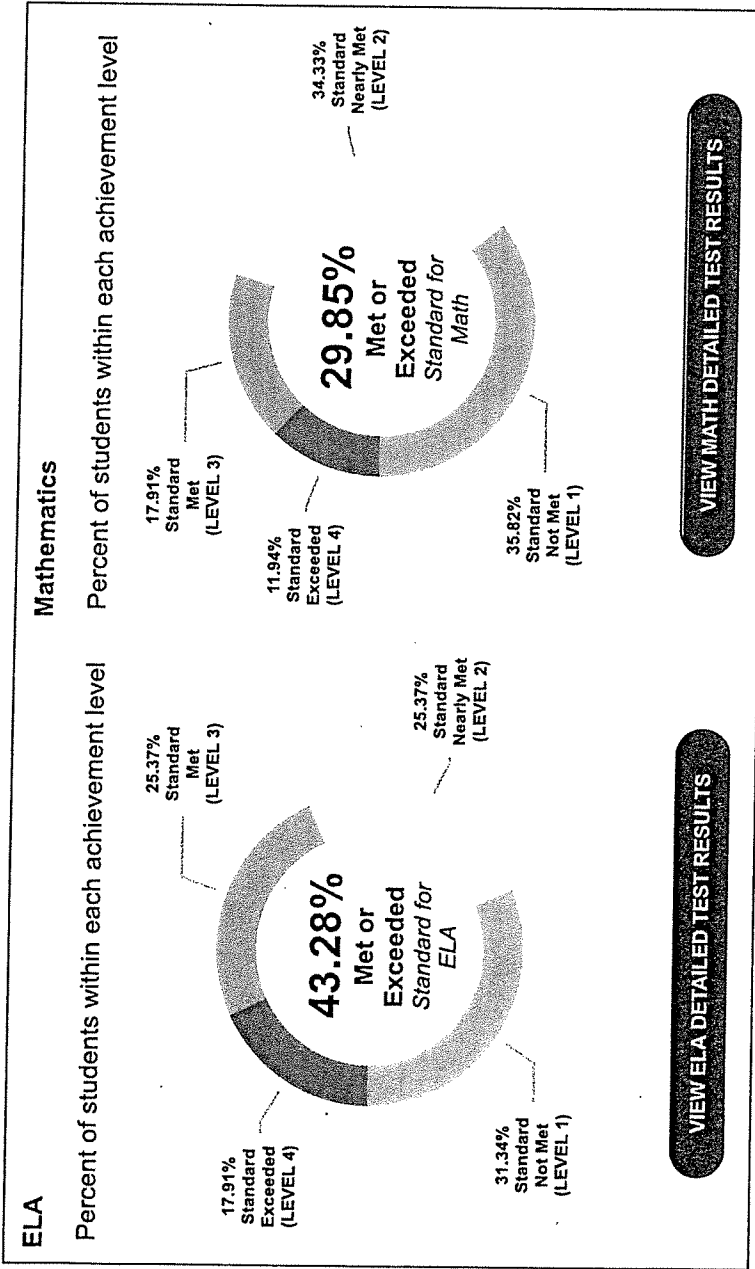 ELA
Percent of students within each achievement level
17.91%
Standard
Exceeded
(LEVEL 4)
25.37%
Standard
Met
(LEVEL 3)
43.28%
Met or
Exceeded
Standard for
ELA
31.34%
Standard
Not Met
(LEVEL 1)
25.37%
Standard
Nearly Met
(LEVEL 2)
VIEW ELA DETAILED TEST RESULTS
Mathematics
Percent of students within each achievement level
17.91%
Standard
Met
(LEVEL 3)
11.94%
Standard
Exceeded
(LEVEL 4)
29.85%
Met or
Exceeded
Standard for
Math
34.33%
Standard
Nearly Met
(LEVEL 2)
35.82%
Standard
Not Met
(LEVEL 1)
VIEW MATH DETAILED TEST RESULTS